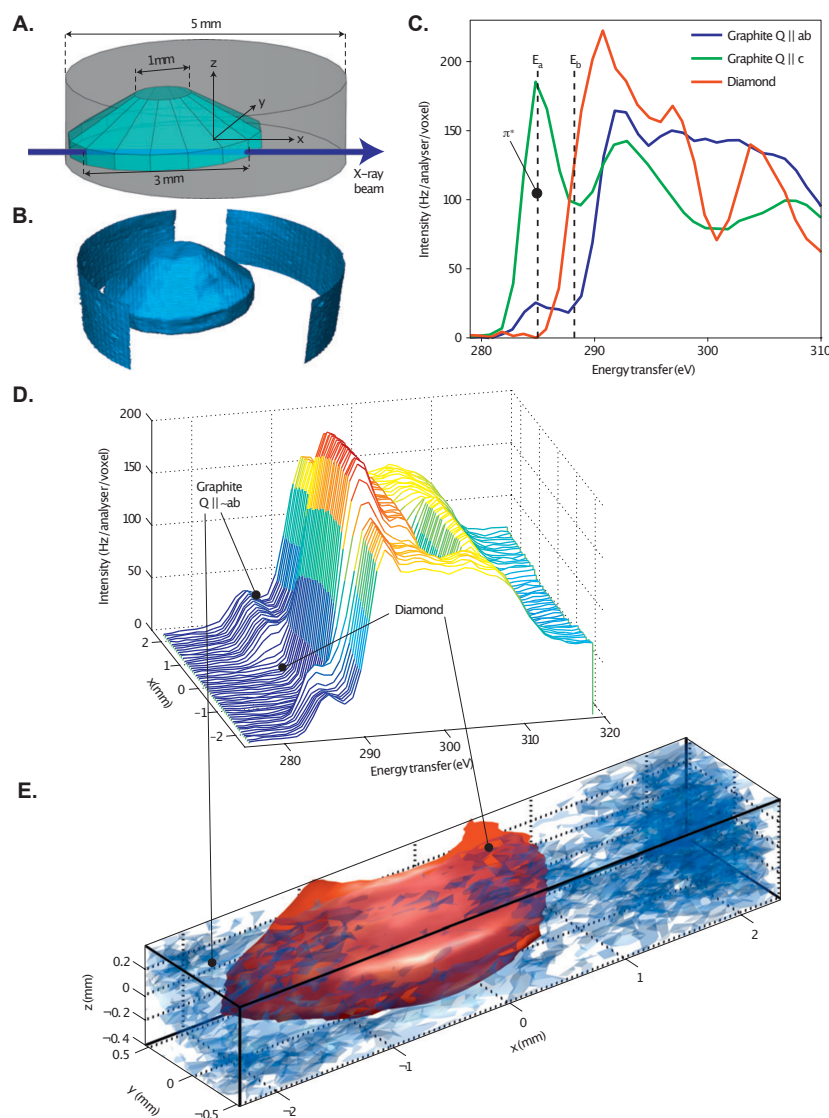 A.
5 mm
1mm
z
y
x
3 mm
X-ray
beam
B.
C.
Graphite Q || ab
Graphite Q || c
Diamond
Eₐ
E_b
π*
Intensity (Hz / analyser / voxel)
200
150
100
50
0
280
290
300
310
Energy transfer (eV)
D.
200
150
100
50
0
Intensity (Hz / analyser / voxel)
Graphite
Q || ~ab
Diamond
2
1
0
−1
−2
x(mm)
280
290
300
310
320
Energy transfer (eV)
E.
0.2
0
¬0.2
¬0.4
z (mm)
0.5
0
¬0.5
y (mm)
¬2
¬1
0
1
2
x (mm)